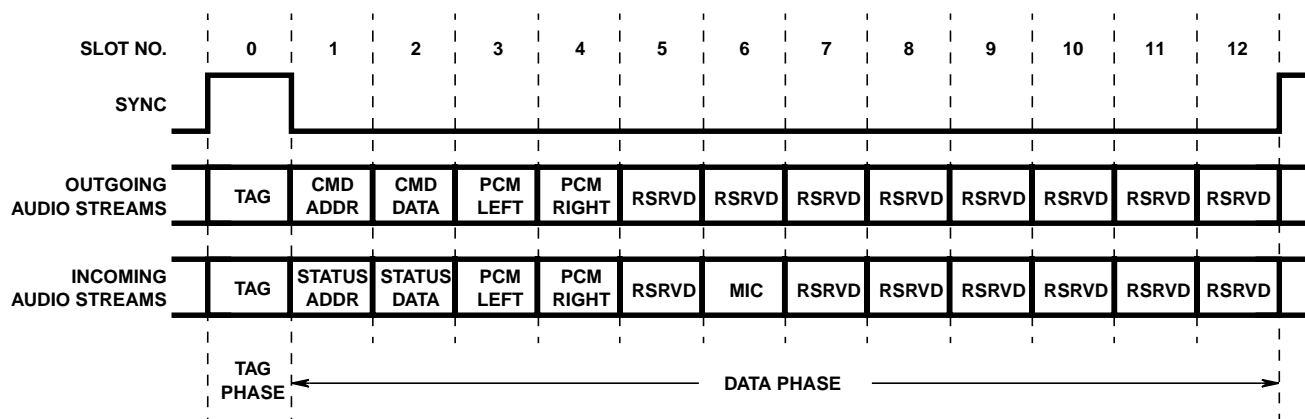 SLOT NO. 0 1 2 3 4 5 6 7 8 9 10 11 12
SYNC
OUTGOING
AUDIO STREAMS
TAG
CMD
ADDR
CMD
DATA
PCM
LEFT
PCM
RIGHT
RSRVD RSRVD RSRVD RSRVD RSRVD RSRVD RSRVD RSRVD
INCOMING
AUDIO STREAMS
TAG
STATUS
ADDR
STATUS
DATA
PCM
LEFT
PCM
RIGHT
RSRVD MIC RSRVD RSRVD RSRVD RSRVD RSRVD RSRVD
TAG
PHASE
DATA PHASE